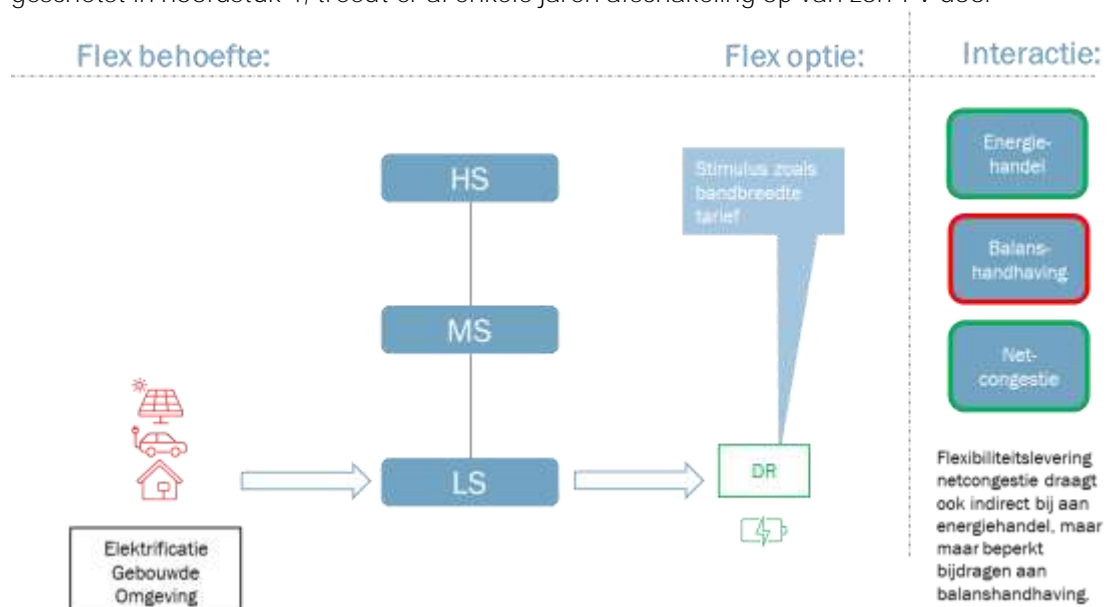 Flex behoefte:
Flex optie:
Interactie:
HS
MS
LS
Elektrificatie
Gebouwde
Omgeving
Stimulus zoals
bandbreedte
tarief
DR
Energie-
handel
Balans-
handhaving
Net-
congestie
Flexibiliteitslevering
netcongestie draagt
ook indirect bij aan
energiehandel, maar
maar beperkt
bijdragen aan
balanshandhaving.